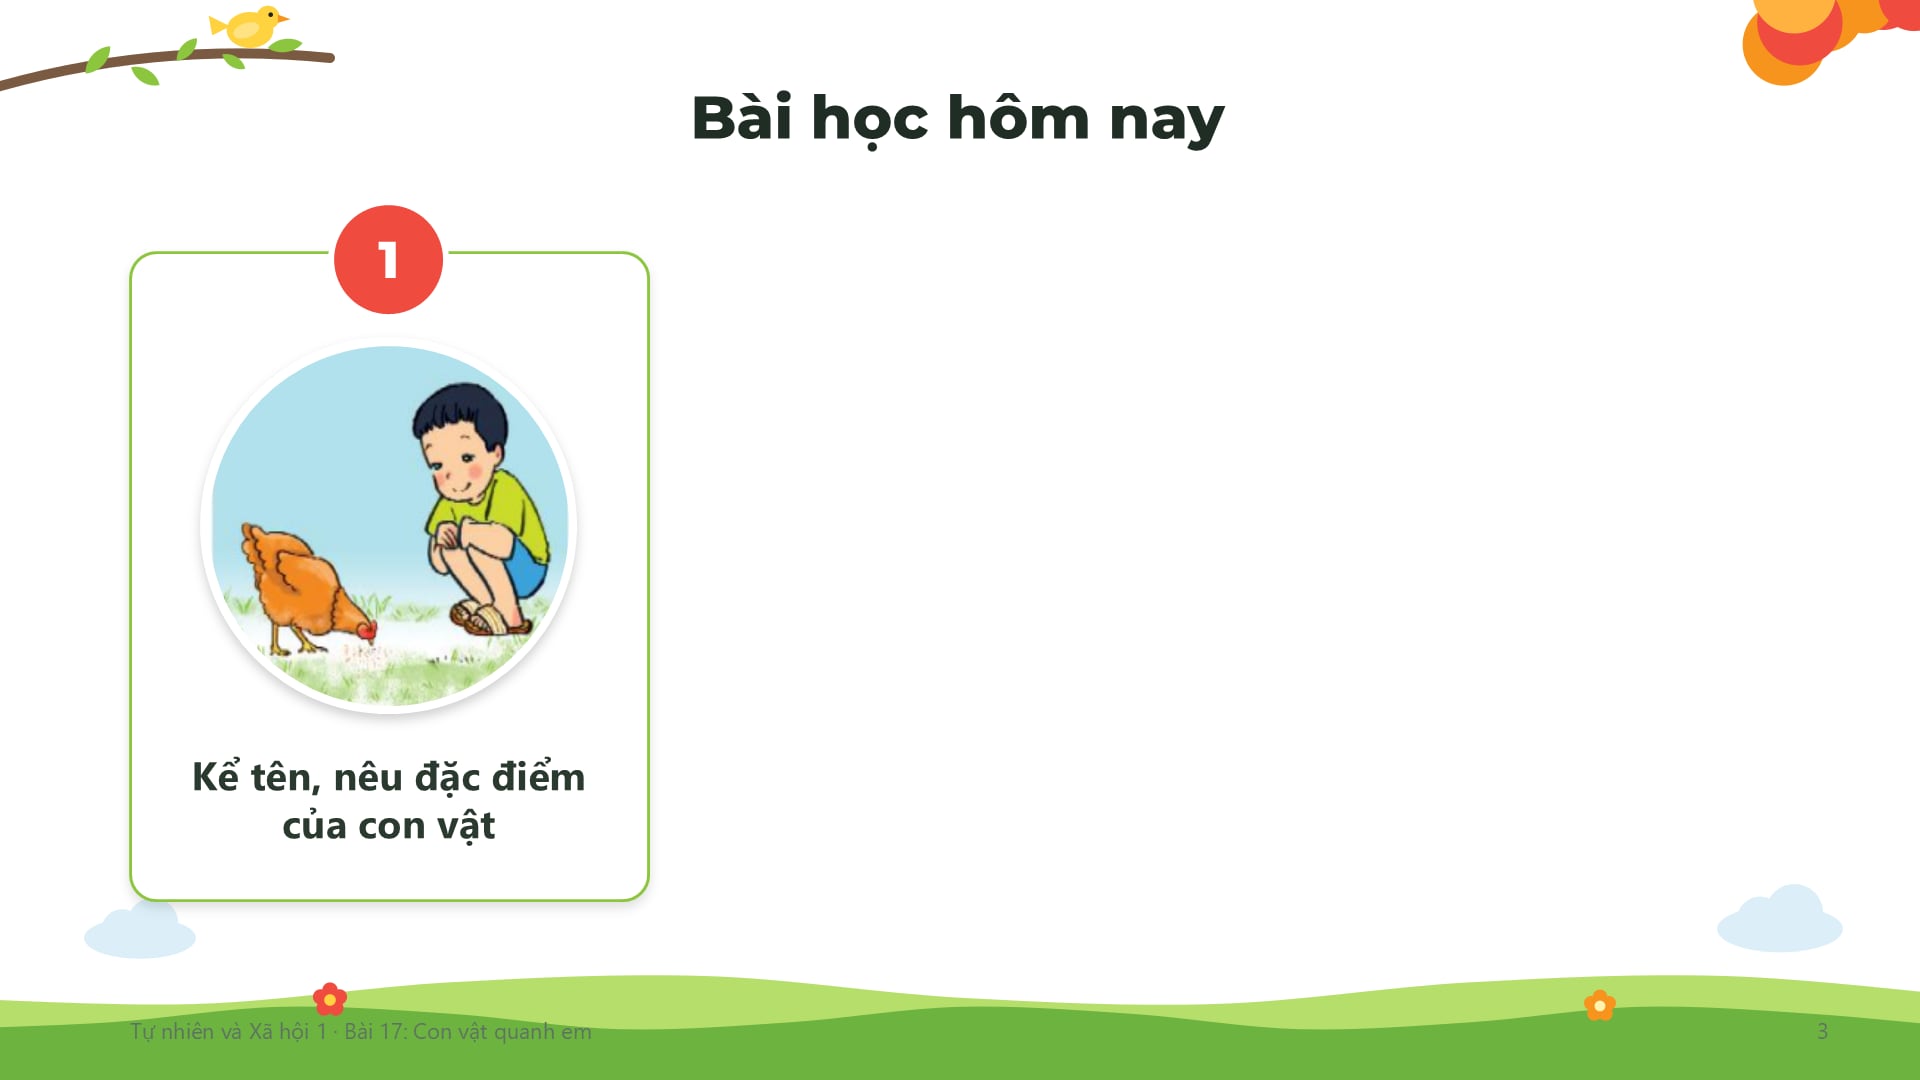 Bài học hôm nay
1
Kể tên, nêu đặc điểm
của con vật
Tự nhiên và Xã hội 1 · Bài 17: Con vật quanh em
3